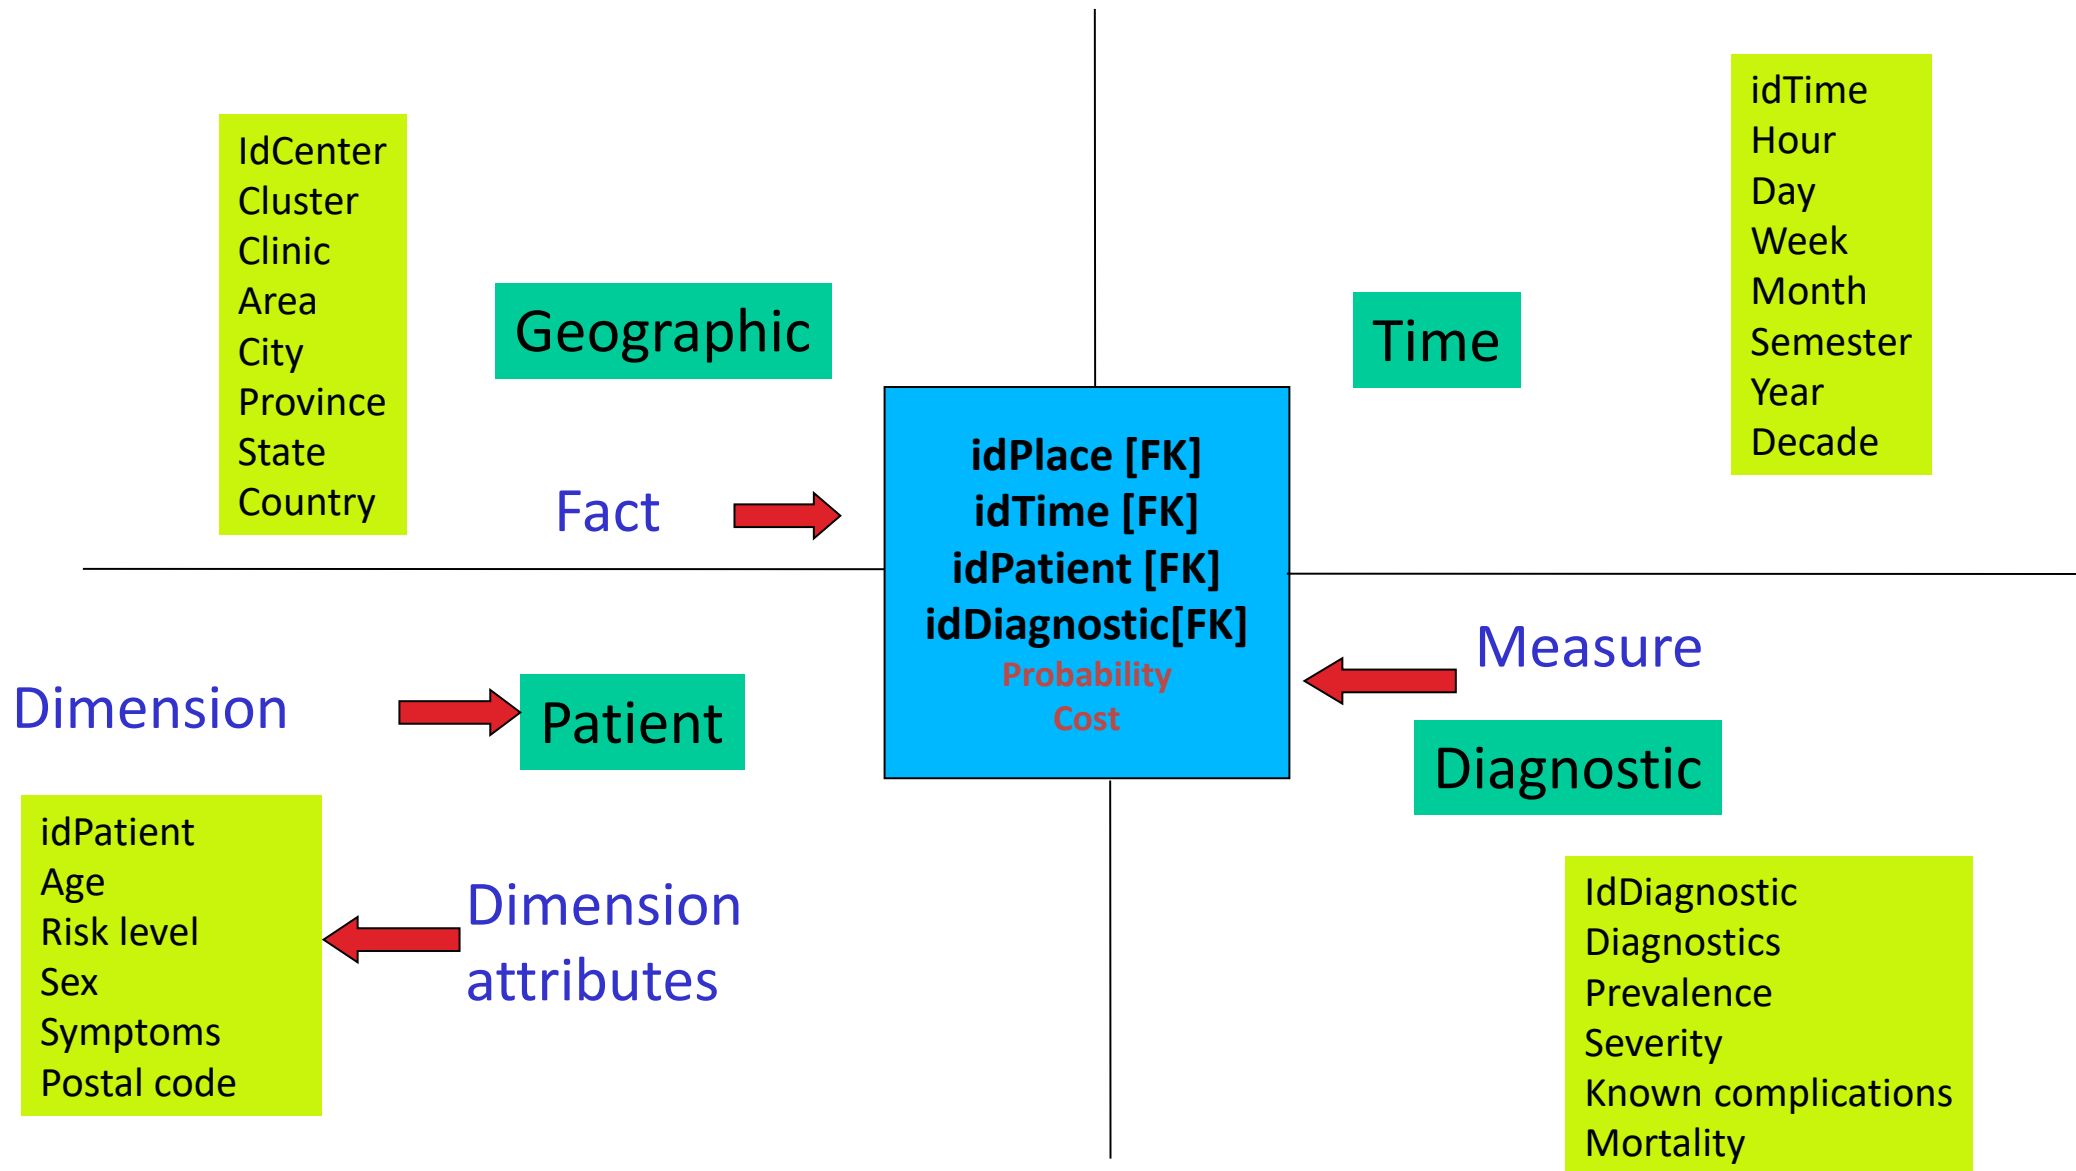 IdCenter
Cluster
Clinic
Area
City
Province
State
Country
Geographic
Fact
idTime
Hour
Day
Week
Month
Semester
Year
Decade
Time
idPlace [FK]
idTime [FK]
idPatient [FK]
idDiagnostic[FK]
Probability
Cost
Dimension
Patient
idPatient
Age
Risk level
Sex
Symptoms
Postal code
Dimension
attributes
Measure
Diagnostic
IdDiagnostic
Diagnostics
Prevalence
Severity
Known complications
Mortality